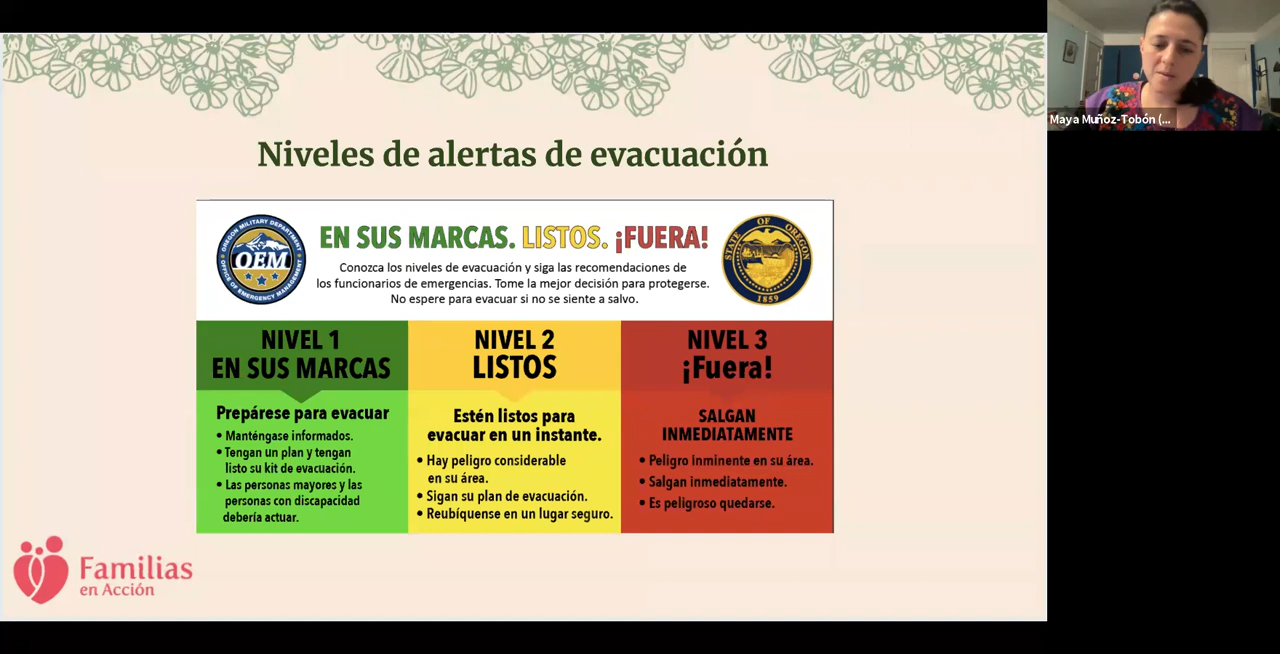 Maya Muñoz-Tobón (...
Niveles de alertas de evacuación
OREGON MILITARY DEPARTMENT
OEM
OFFICE OF EMERGENCY MANAGEMENT
EN SUS MARCAS. LISTOS. ¡FUERA!
Conozca los niveles de evacuación y siga las recomendaciones de
los funcionarios de emergencias. Tome la mejor decisión para protegerse.
No espere para evacuar si no se siente a salvo.
STATE OF OREGON
1859
NIVEL 1
EN SUS MARCAS
Prepárese para evacuar
• Manténgase informados.
• Tengan un plan y tengan
listo su kit de evacuación.
• Las personas mayores y las
personas con discapacidad
debería actuar.
NIVEL 2
LISTOS
Estén listos para
evacuar en un instante.
• Hay peligro considerable
en su área.
• Sigan su plan de evacuación.
• Reubíquense en un lugar seguro.
NIVEL 3
¡Fuera!
SALGAN
INMEDIATAMENTE
• Peligro inminente en su área.
• Salgan inmediatamente.
• Es peligroso quedarse.
Familias
en Acción